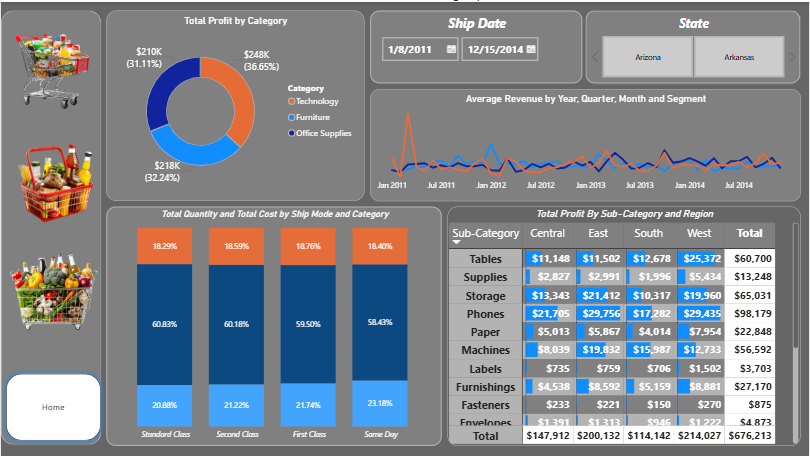 Total Profit by Category
$210K
(31.11%)
$248K
(36.65%)
$218K
(32.24%)
Category
Technology
Furniture
Office Supplies
Ship Date
1/8/2011
12/15/2014
State
Arizona
Arkansas
Average Revenue by Year, Quarter, Month and Segment
Jan 2011 Jul 2011 Jan 2012 Jul 2012 Jan 2013 Jul 2013 Jan 2014 Jul 2014
Total Quantity and Total Cost by Ship Mode and Category
18.29% 18.59% 18.76% 18.40%
60.83% 60.18% 59.50% 58.43%
20.88% 21.22% 21.74% 23.18%
Standard Class Second Class First Class Same Day
Total Profit By Sub-Category and Region
Sub-Category Central East South West Total
Tables $11,148 $11,502 $12,678 $25,372 $60,700
Supplies $2,827 $2,991 $1,996 $5,434 $13,248
Storage $13,343 $21,412 $10,317 $19,960 $65,031
Phones $21,705 $29,756 $17,282 $29,435 $98,179
Paper $5,013 $5,867 $4,014 $7,954 $22,848
Machines $8,039 $19,832 $15,987 $12,733 $56,592
Labels $735 $759 $706 $1,502 $3,703
Furnishings $4,538 $8,592 $5,159 $8,881 $27,170
Fasteners $233 $221 $150 $270 $875
Envelopes $1,391 $1,313 $946 $1,222 $4,873
Total $147,912 $200,132 $114,142 $214,027 $676,213
Home